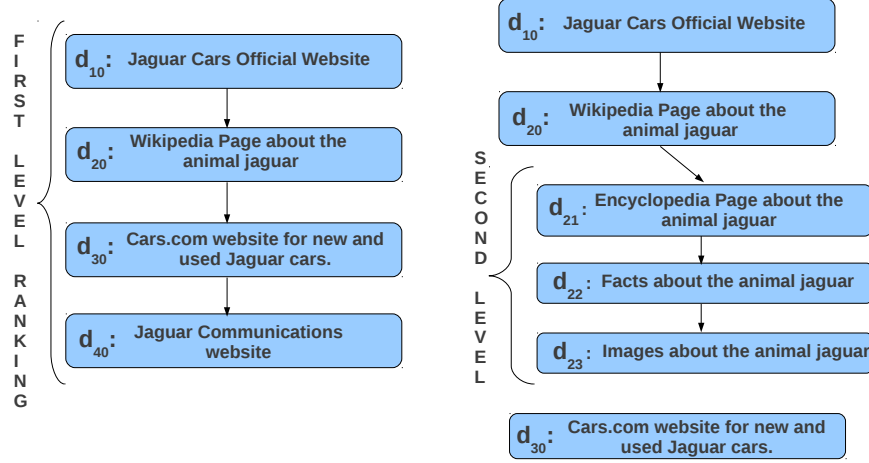 FIRST LEVEL RANKING
d10: Jaguar Cars Official Website
d20: Wikipedia Page about the
animal jaguar
d30: Cars.com website for new and
used Jaguar cars.
d40: Jaguar Communications
website
d10: Jaguar Cars Official Website
d20: Wikipedia Page about the
animal jaguar
SECOND LEVEL
d21: Encyclopedia Page about the
animal jaguar
d22: Facts about the animal jaguar
d23: Images about the animal jaguar
d30: Cars.com website for new and
used Jaguar cars.